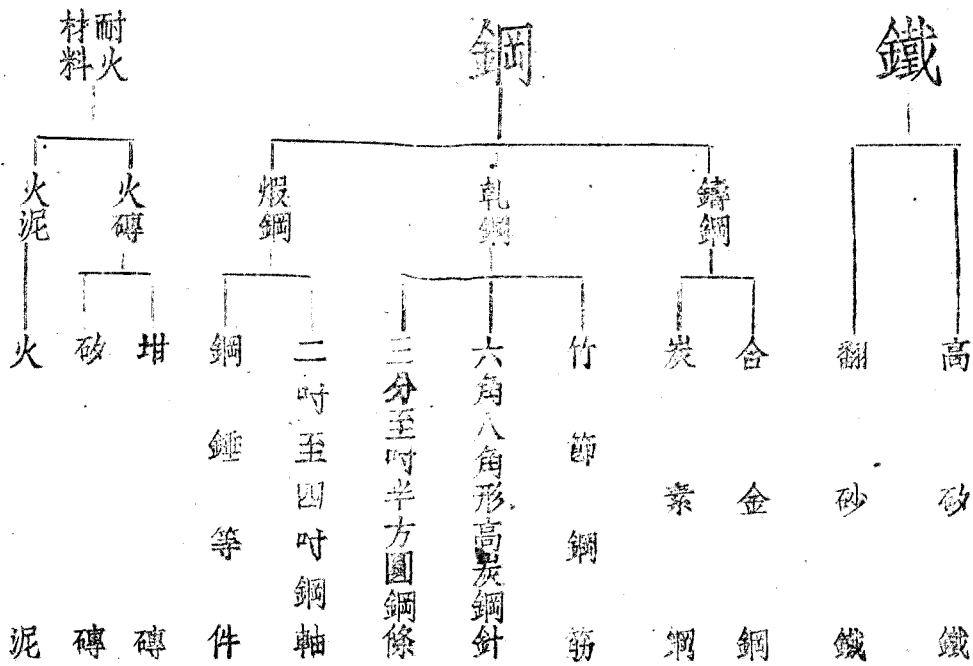 鐵
高矽鐵
翻砂鐵
鋼
鑄鋼
合金鋼
炭素鋼
軋鋼
竹節鋼筋
六角八角形高炭鋼針
三分至吋半方圓鋼條
煅鋼
二吋至四吋鋼軸
鋼錘等件
耐火
材料
火磚
坩磚
矽磚
火泥
火泥